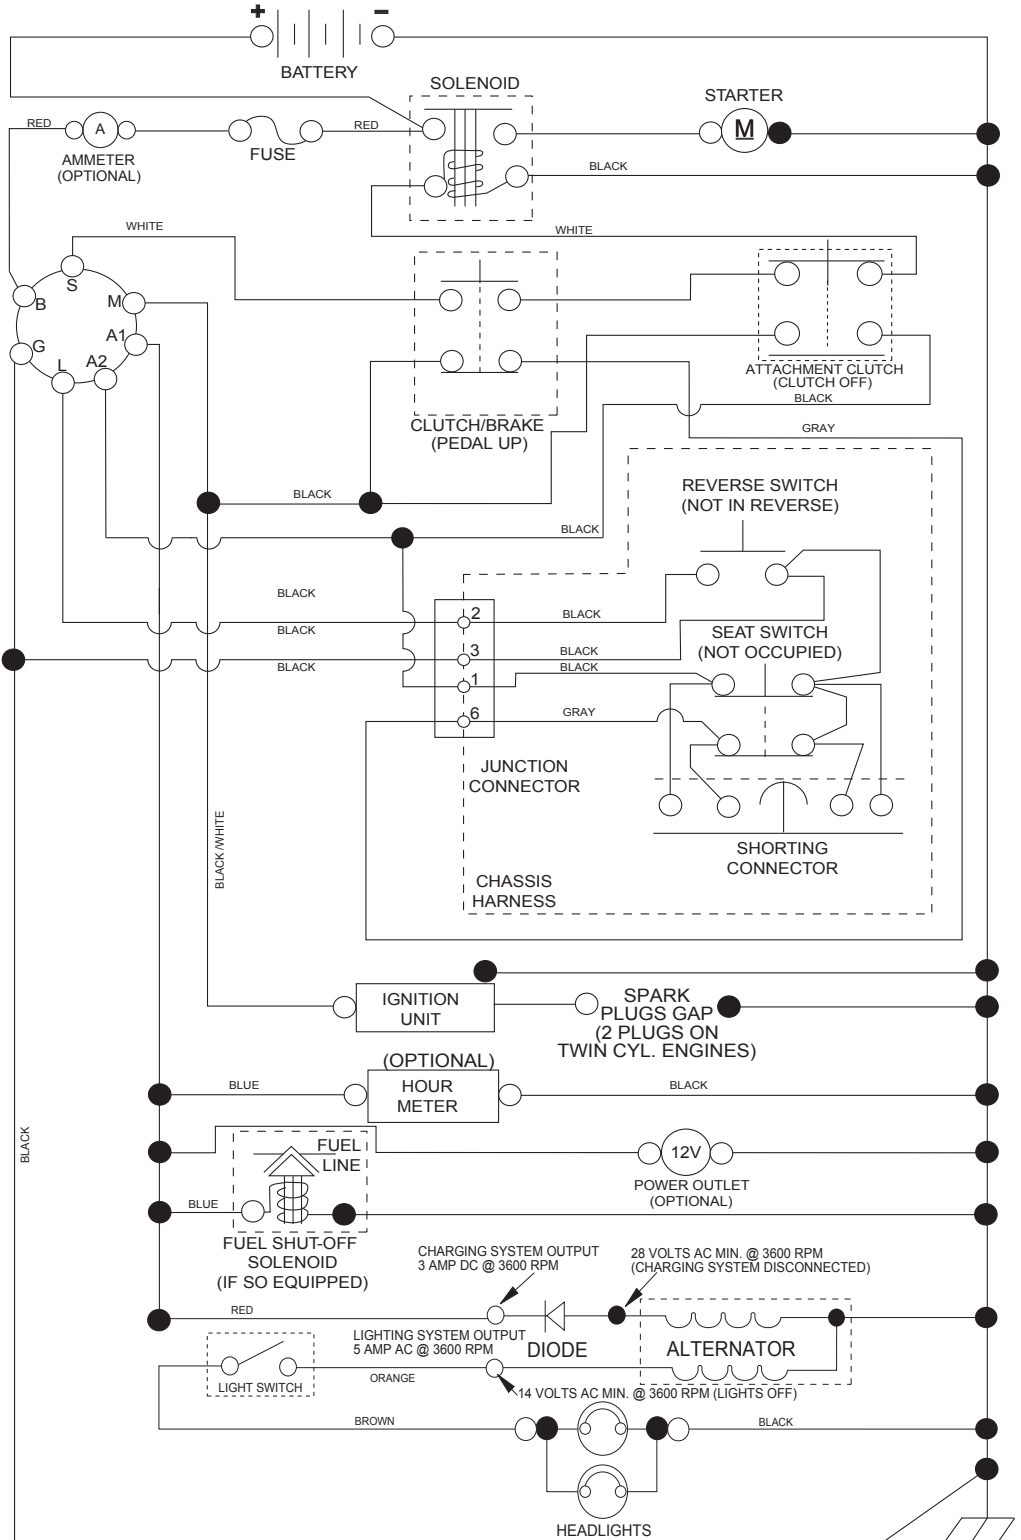 + −
BATTERY
SOLENOID
STARTER
RED
A
RED
M
FUSE
AMMETER
(OPTIONAL)
BLACK
WHITE
WHITE
S
B
M
A1
G
L
A2
ATTACHMENT CLUTCH
(CLUTCH OFF)
BLACK
CLUTCH/BRAKE
(PEDAL UP)
GRAY
REVERSE SWITCH
(NOT IN REVERSE)
BLACK
BLACK
BLACK
2
BLACK
BLACK
SEAT SWITCH
(NOT OCCUPIED)
3
BLACK
BLACK
BLACK
1
6
GRAY
JUNCTION
CONNECTOR
BLACK/WHITE
SHORTING
CONNECTOR
CHASSIS
HARNESS
IGNITION
UNIT
SPARK
PLUGS GAP
(2 PLUGS ON
TWIN CYL. ENGINES)
(OPTIONAL)
HOUR
METER
BLUE
BLACK
BLACK
FUEL
LINE
12V
POWER OUTLET
(OPTIONAL)
BLUE
FUEL SHUT-OFF
SOLENOID
(IF SO EQUIPPED)
CHARGING SYSTEM OUTPUT
3 AMP DC @ 3600 RPM
28 VOLTS AC MIN. @ 3600 RPM
(CHARGING SYSTEM DISCONNECTED)
RED
LIGHTING SYSTEM OUTPUT
5 AMP AC @ 3600 RPM
DIODE
ALTERNATOR
LIGHT SWITCH
ORANGE
14 VOLTS AC MIN. @ 3600 RPM (LIGHTS OFF)
BROWN
BLACK
HEADLIGHTS